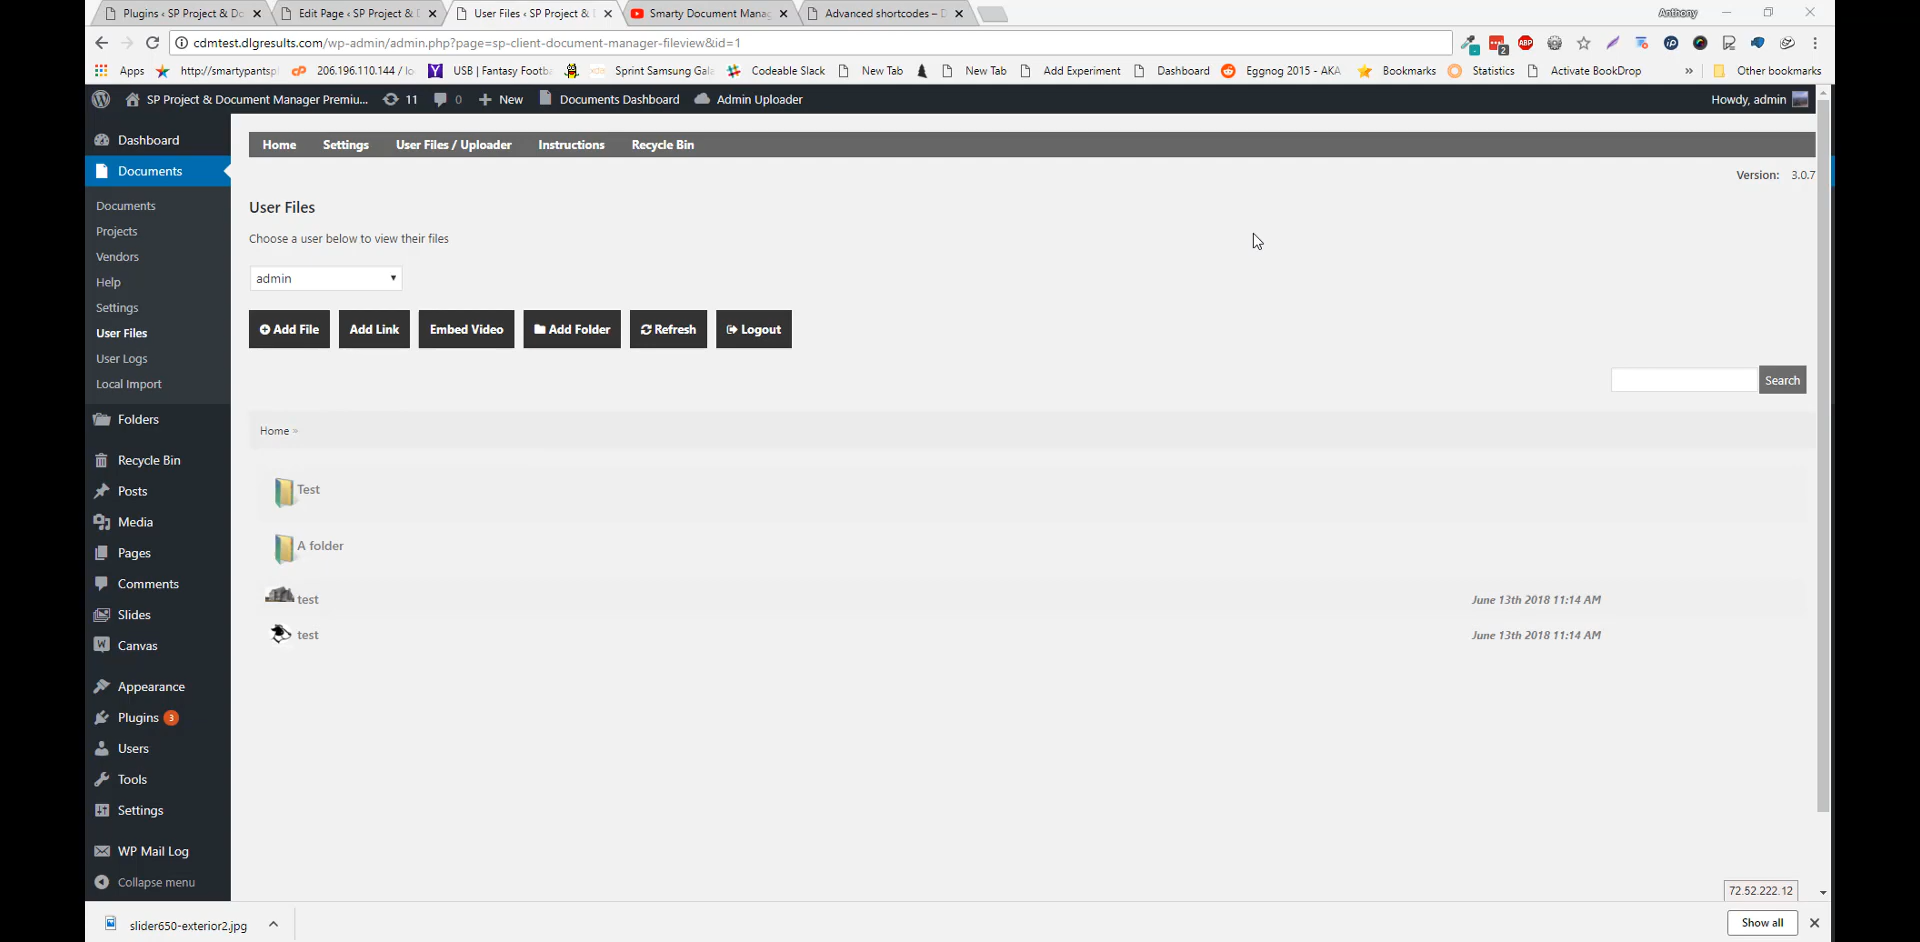 Plugins ‹ SP Project & Do
Edit Page ‹ SP Project & D
User Files ‹ SP Project &
Smarty Document Mana
Advanced shortcodes – D
Anthony
cdmtest.dlgresults.com/wp-admin/admin.php?page=sp-client-document-manager-fileview&id=1
2
ABP
Apps
http://smartypantsp
206.196.110.144 / lo
USB | Fantasy Footba
Sprint Samsung Gala
Codeable Slack
New Tab
New Tab
Add Experiment
Dashboard
Eggnog 2015 - AKA
Bookmarks
Statistics
Activate BookDrop
»
Other bookmarks
SP Project & Document Manager Premiu...
11
0
New
Documents Dashboard
Admin Uploader
Howdy, admin
Dashboard
Documents
Documents
Projects
Vendors
Help
Settings
User Files
User Logs
Local Import
Folders
Recycle Bin
Posts
Media
Pages
Comments
Slides
Canvas
Appearance
Plugins 3
Users
Tools
Settings
WP Mail Log
Collapse menu
Home Settings User Files / Uploader Instructions Recycle Bin
Version: 3.0.7
User Files
Choose a user below to view their files
admin
Add File Add Link Embed Video Add Folder Refresh Logout
Search
Home »
Test
A folder
test June 13th 2018 11:14 AM
test June 13th 2018 11:14 AM
72.52.222.12
slider650-exterior2.jpg
Show all